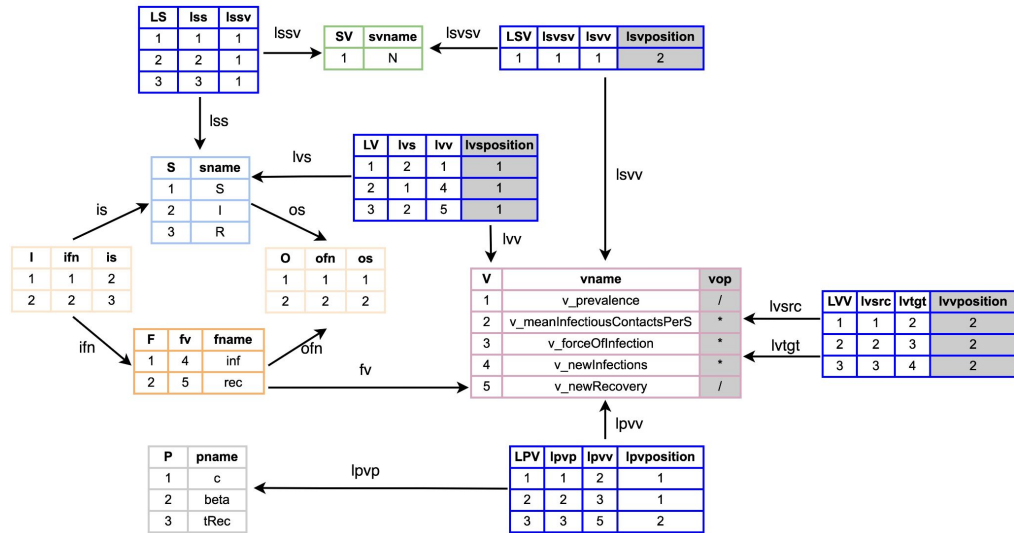 LS lss lssv
1 1 1
2 2 1
3 3 1
lssv
SV svname
1 N
lsvsv
LSV lsvsv lsvv lsvposition
1 1 1 2
lss
lsvv
S sname
1 S
2 I
3 R
lvs
LV lvs lvv lvsposition
1 2 1 1
2 1 4 1
3 2 5 1
is
os
lvv
I ifn is
1 1 2
2 2 3
O ofn os
1 1 1
2 2 2
V vname vop
1 v_prevalence /
2 v_meanInfectiousContactsPerS *
3 v_forceOfInfection *
4 v_newInfections *
5 v_newRecovery /
lvsrc
lvtgt
LVV lvsrc lvtgt lvvposition
1 1 2 2
2 2 3 2
3 3 4 2
ifn
F fv fname
1 4 inf
2 5 rec
ofn
fv
lpvv
P pname
1 c
2 beta
3 tRec
lpvp
LPV lpvp lpvv lpvposition
1 1 2 1
2 2 3 1
3 3 5 2